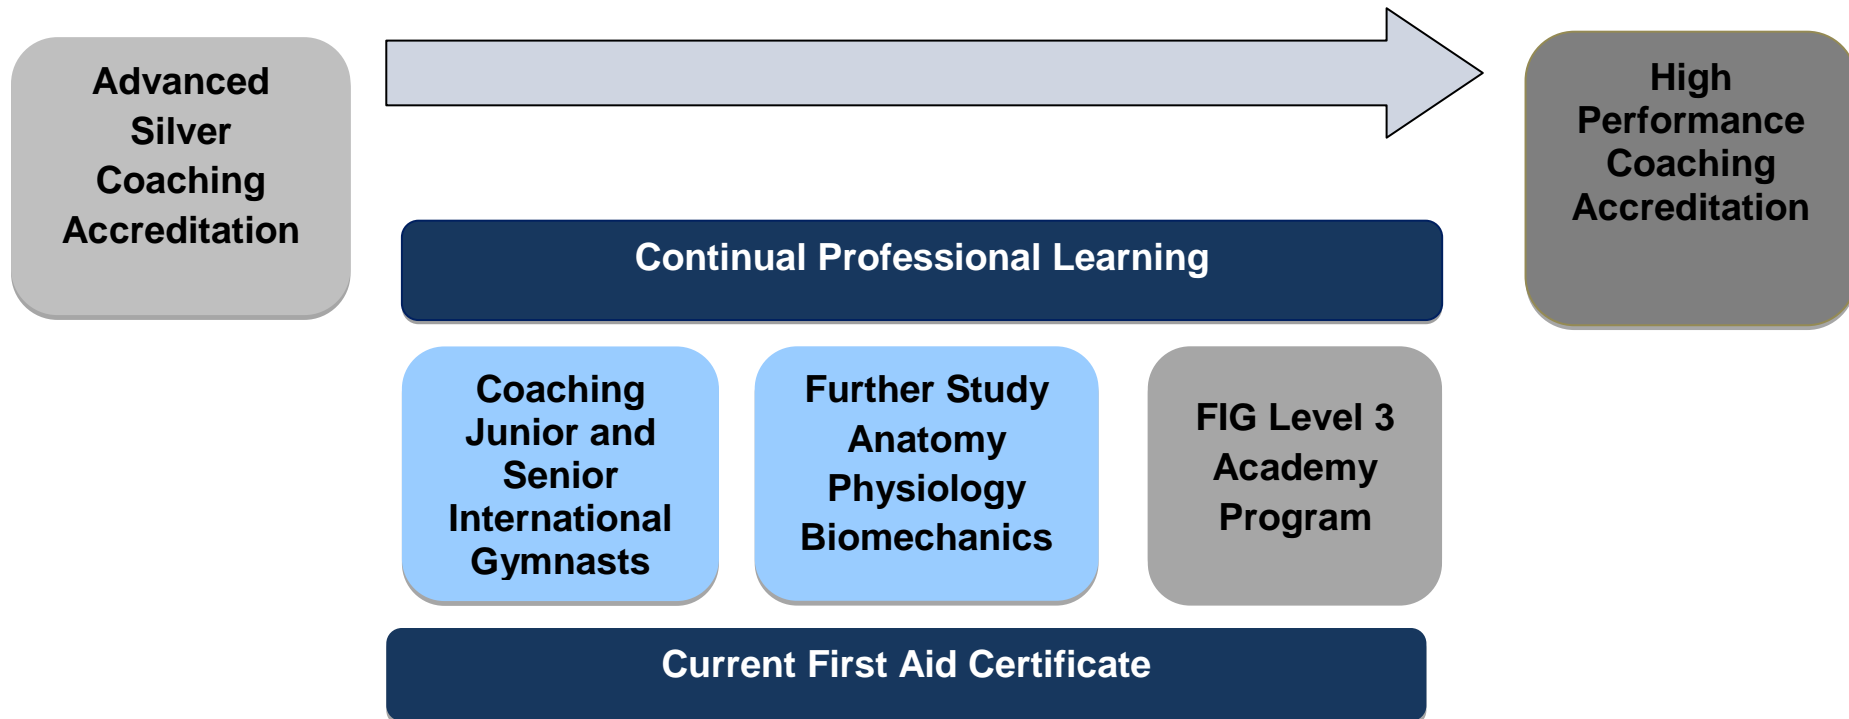 Advanced
Silver
Coaching
Accreditation
High
Performance
Coaching
Accreditation
Continual Professional Learning
Coaching
Junior and
Senior
International
Gymnasts
Further Study
Anatomy
Physiology
Biomechanics
FIG Level 3
Academy
Program
Current First Aid Certificate